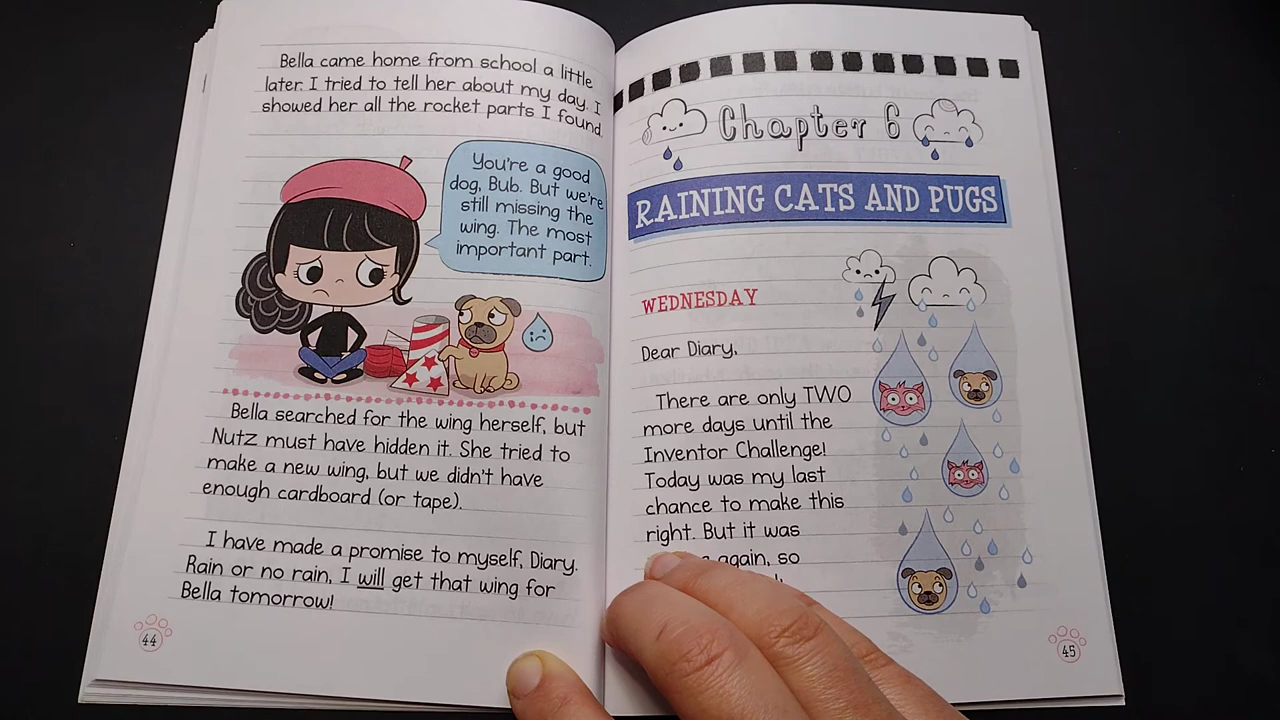 Bella came home from school a little
later. I tried to tell her about my day. I
showed her all the rocket parts I found.
You're a good
dog, Bub. But we're
still missing the
wing. The most
important part.
Bella searched for the wing herself, but
Nutz must have hidden it. She tried to
make a new wing, but we didn't have
enough cardboard (or tape).
I have made a promise to myself, Diary.
Rain or no rain, I will get that wing for
Bella tomorrow!
44
Chapter 6
RAINING CATS AND PUGS
WEDNESDAY
Dear Diary,
There are only TWO
more days until the
Inventor Challenge!
Today was my last
chance to make this
right. But it was
again, so
45